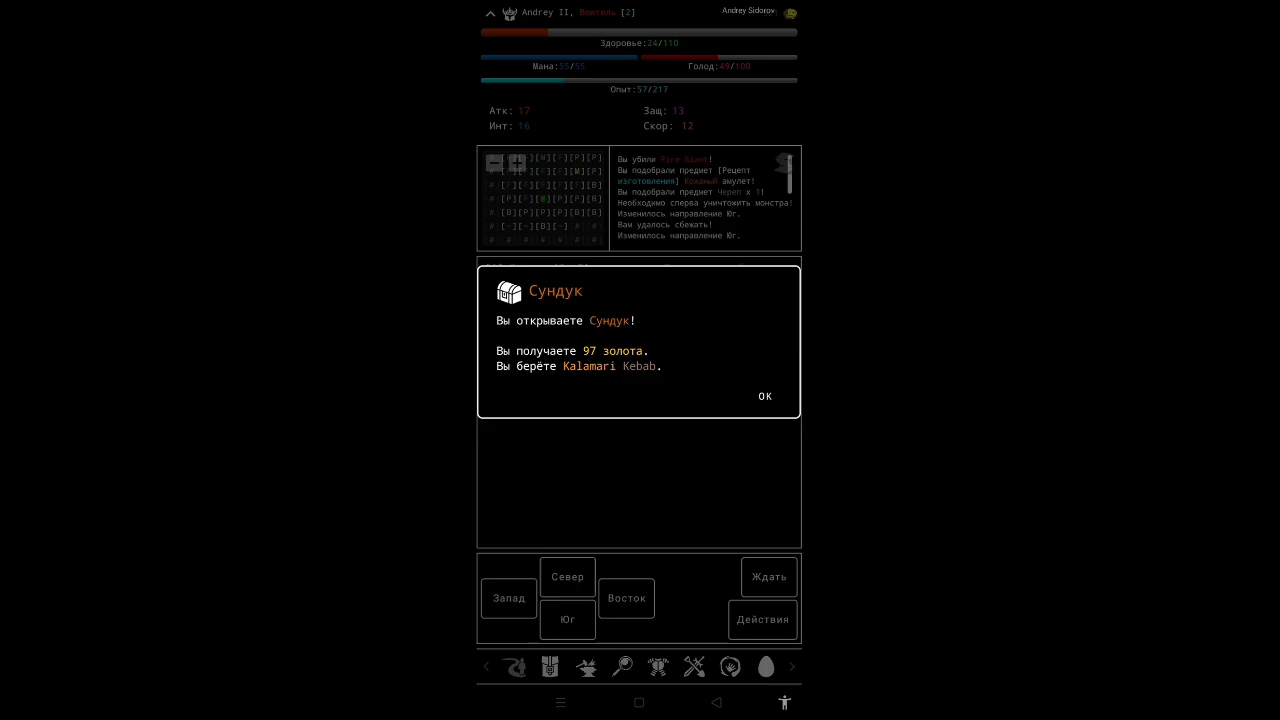 Andrey II, Воитель [2]
Andrey Sidorov
Здоровье:24/110
Мана:55/55
Голод:49/100
Опыт:57/217
Атк: 17
Защ: 13
Инт: 16
Скор: 12
Вы убили Fire Giant!
Вы подобрали предмет [Рецепт
изготовления] Кожаный амулет!
Вы подобрали предмет Череп x 1!
Необходимо сперва уничтожить монстра!
Изменилось направление Юг.
Вам удалось сбежать!
Изменилось направление Юг.
Сундук
Вы открываете Сундук!
Вы получаете 97 золота.
Вы берёте Kalamari Kebab.
OK
Север
Ждать
Запад
Восток
Юг
Действия